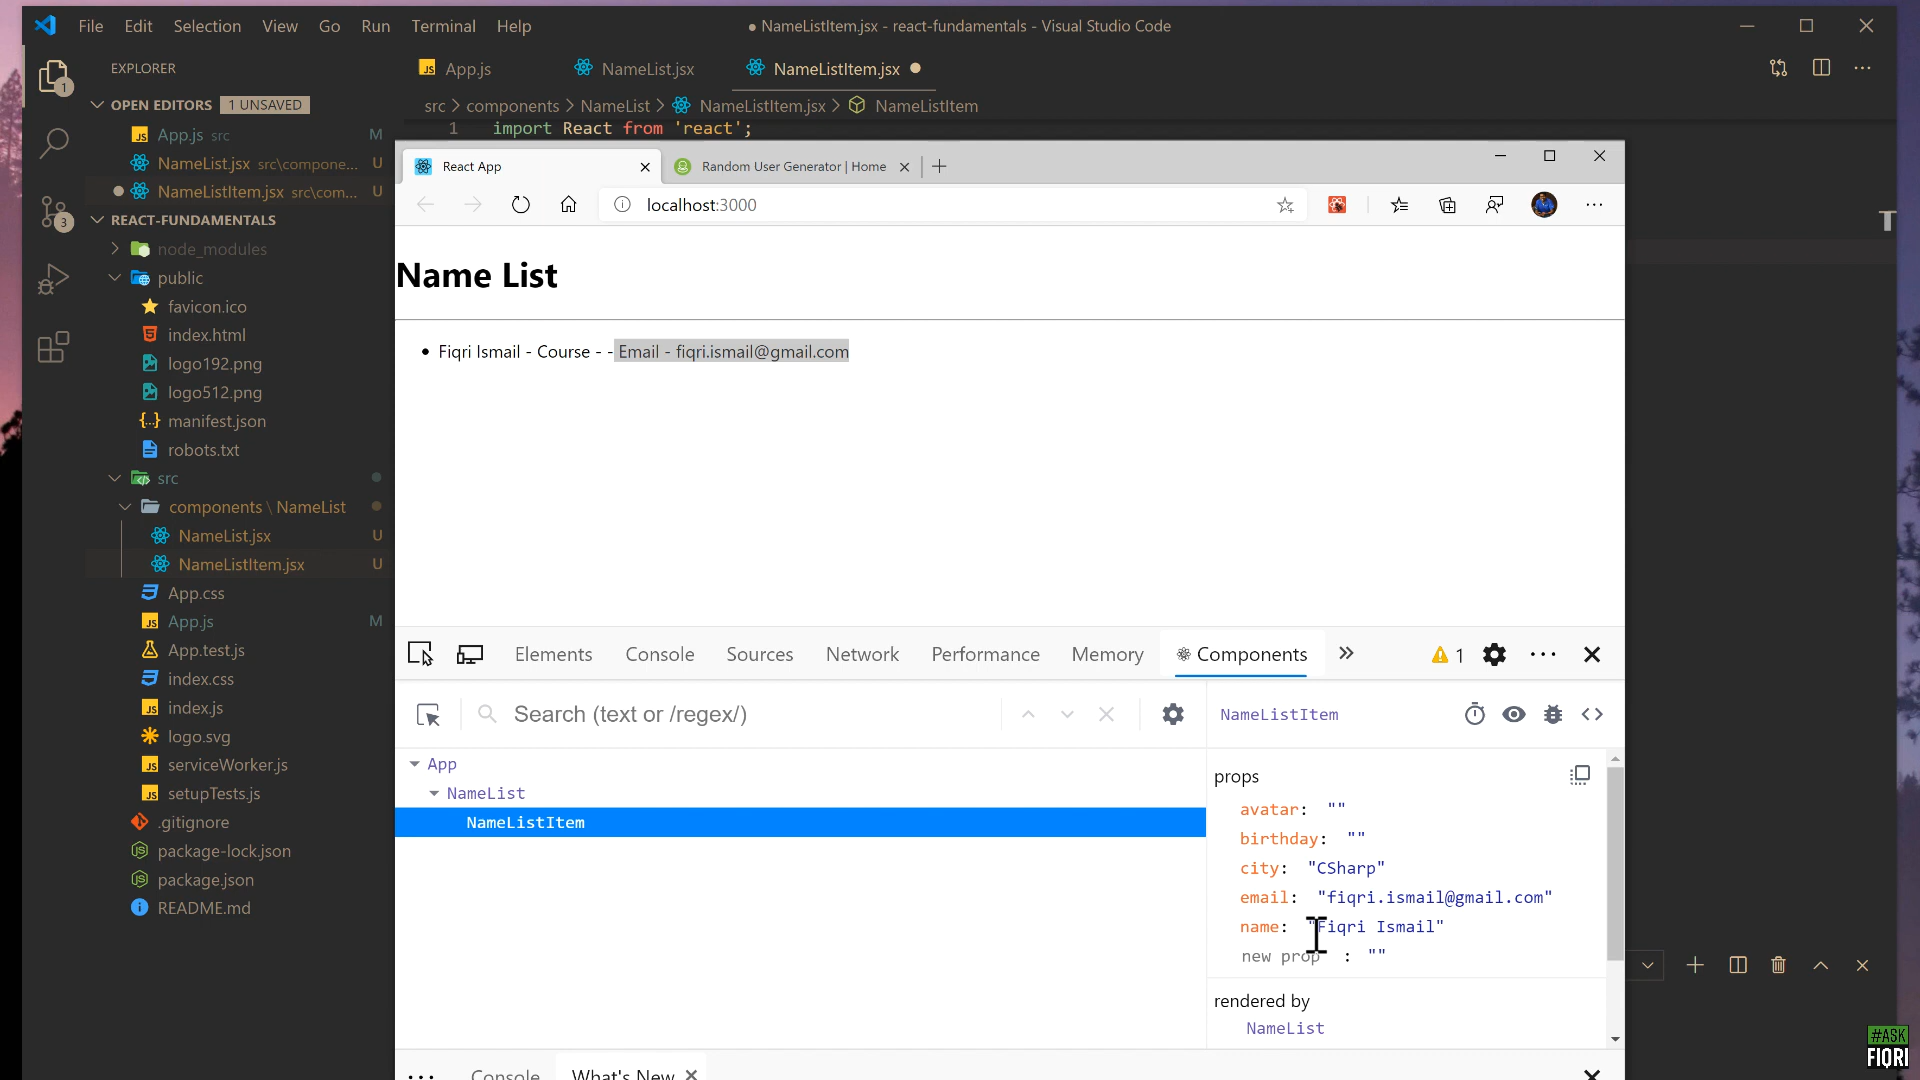 File Edit Selection View Go Run Terminal Help
● NameListItem.jsx - react-fundamentals - Visual Studio Code
EXPLORER
App.js
NameList.jsx
NameListItem.jsx
OPEN EDITORS 1 UNSAVED
src > components > NameList > NameListItem.jsx > NameListItem
1 import React from 'react';
App.js src M
NameList.jsx src\compone... U
NameListItem.jsx src\com... U
1
3
REACT-FUNDAMENTALS
node_modules
public
favicon.ico
index.html
logo192.png
logo512.png
manifest.json
robots.txt
src
components \ NameList
NameList.jsx U
NameListItem.jsx U
App.css
App.js M
App.test.js
index.css
index.js
logo.svg
serviceWorker.js
setupTests.js
.gitignore
package-lock.json
package.json
README.md
React App
Random User Generator | Home
localhost:3000
Name List
• Fiqri Ismail - Course - - Email - fiqri.ismail@gmail.com
Elements Console Sources Network Performance Memory Components 1
Search (text or /regex/)
NameListItem
App
NameList
NameListItem
props
avatar: ""
birthday: ""
city: "CSharp"
email: "fiqri.ismail@gmail.com"
name: "Fiqri Ismail"
new prop : ""
rendered by
NameList
Console What's New
#ASK
FIQRI